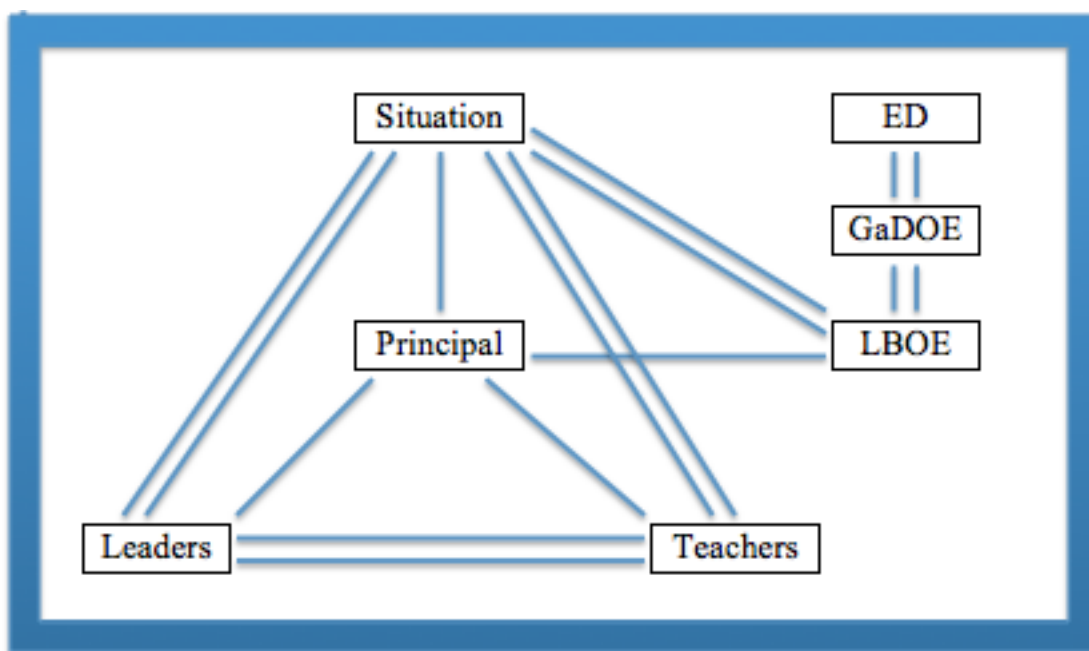 Situation
ED
GaDOE
Principal
LBOE
Leaders
Teachers